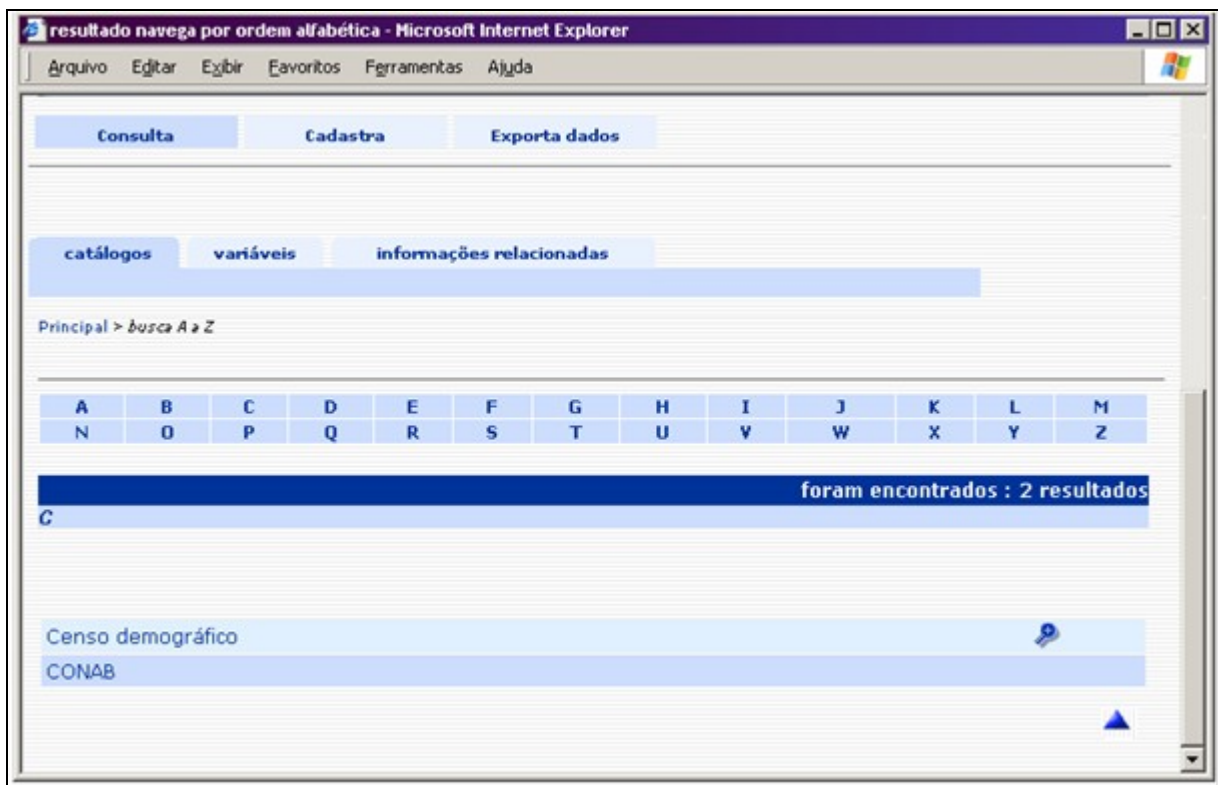 resultado navega por ordem alfabética - Microsoft Internet Explorer
Arquivo Editar Exibir Favoritos Ferramentas Ajuda
Consulta Cadastra Exporta dados
catálogos variáveis informações relacionadas
Principal > busca A a Z
A B C D E F G H I J K L M
N O P Q R S T U V W X Y Z
foram encontrados : 2 resultados
C
Censo demográfico
CONAB